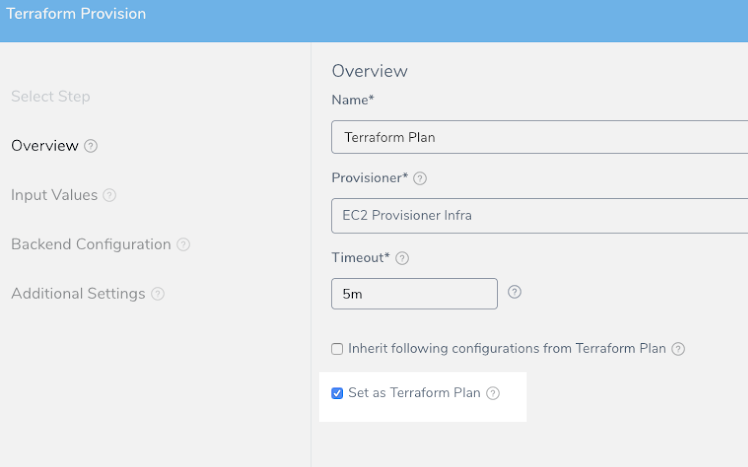 Terraform Provision
Select Step
Overview ?
Input Values ?
Backend Configuration ?
Additional Settings ?
Overview
Name*
Terraform Plan
Provisioner* ?
EC2 Provisioner Infra
Timeout* ?
5m ?
Inherit following configurations from Terraform Plan ?
Set as Terraform Plan ?